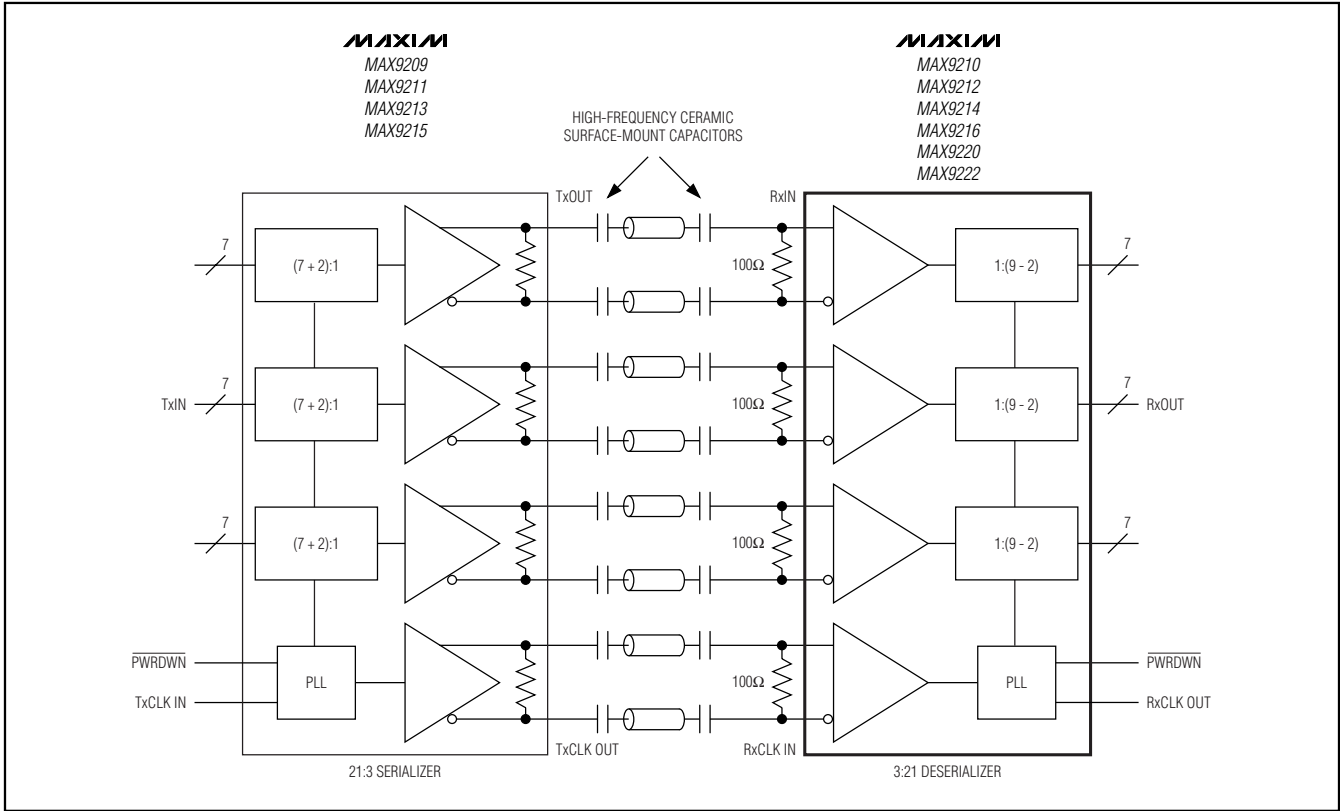 MAXIM
MAX9209
MAX9211
MAX9213
MAX9215
MAXIM
MAX9210
MAX9212
MAX9214
MAX9216
MAX9220
MAX9222
HIGH-FREQUENCY CERAMIC
SURFACE-MOUNT CAPACITORS
TxOUT
RxIN
7
(7 + 2):1
100Ω
1:(9 - 2)
7
TxIN
7
(7 + 2):1
100Ω
1:(9 - 2)
7
RxOUT
7
(7 + 2):1
100Ω
1:(9 - 2)
7
PWRDWN
TxCLK IN
PLL
100Ω
PLL
PWRDWN
RxCLK OUT
TxCLK OUT
RxCLK IN
21:3 SERIALIZER
3:21 DESERIALIZER